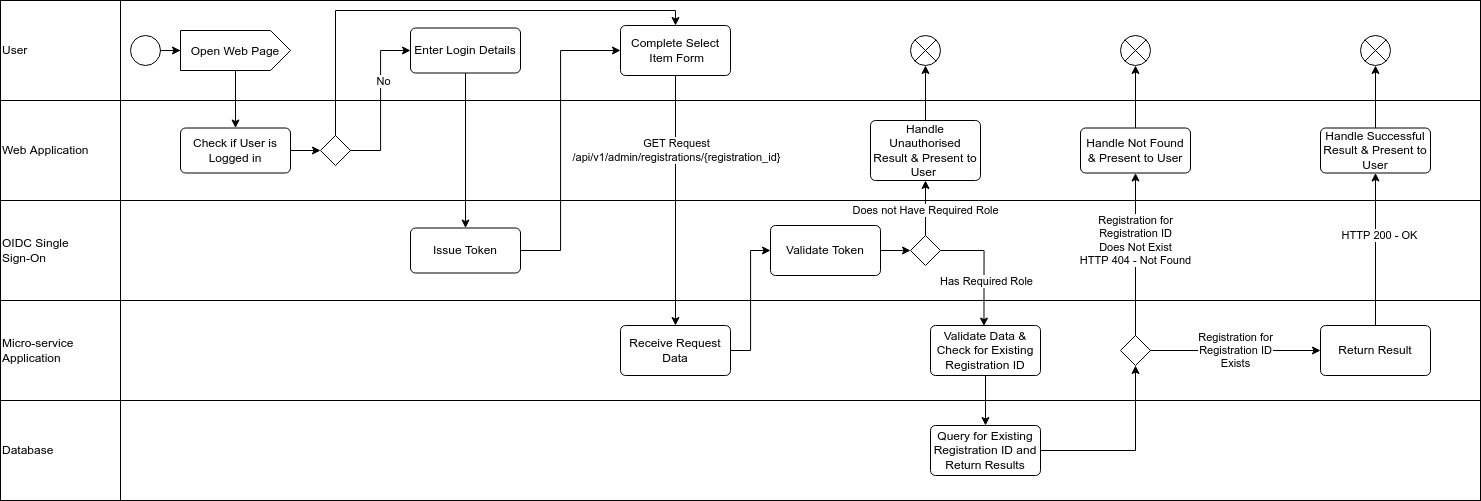 User
Open Web Page
Enter Login Details
Complete Select
Item Form
No
Web Application
Check if User is
Logged in
GET Request
/api/v1/admin/registrations/{registration_id}
Handle
Unauthorised
Result & Present to
User
Handle Not Found
& Present to User
Handle Successful
Result & Present to
User
OIDC Single
Sign-On
Issue Token
Validate Token
Does not Have Required Role
Has Required Role
Registration for
Registration ID
Does Not Exist
HTTP 404 - Not Found
HTTP 200 - OK
Micro-service
Application
Receive Request
Data
Validate Data &
Check for Existing
Registration ID
Registration for
Registration ID
Exists
Return Result
Database
Query for Existing
Registration ID and
Return Results